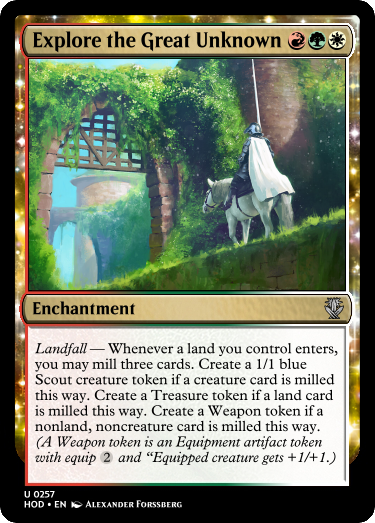 Explore the Great Unknown
Enchantment
Landfall — Whenever a land you control enters,
you may mill three cards. Create a 1/1 blue
Scout creature token if a creature card is milled
this way. Create a Treasure token if a land card
is milled this way. Create a Weapon token if a
nonland, noncreature card is milled this way.
(A Weapon token is an Equipment artifact token
with equip 2 and “Equipped creature gets +1/+1.)
U 0257
HOD • EN Alexander Forssberg